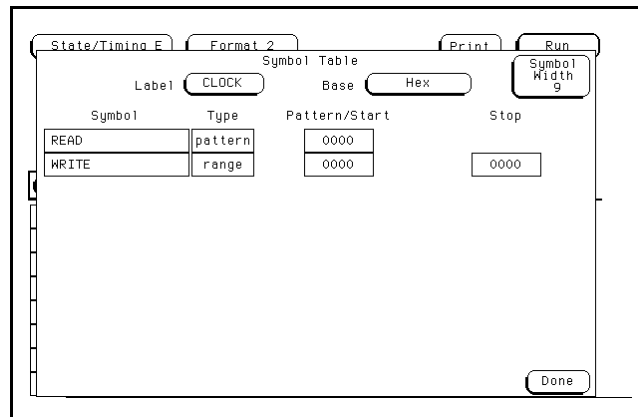 State/Timing E Format 2 Print Run
Symbol Table
Label CLOCK Base Hex Symbol Width 9
Symbol Type Pattern/Start Stop
READ pattern 0000
WRITE range 0000 0000
Done